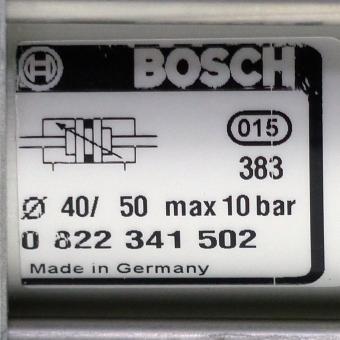 BOSCH
015
383
Ø 40/ 50 max 10 bar
0 822 341 502
Made in Germany